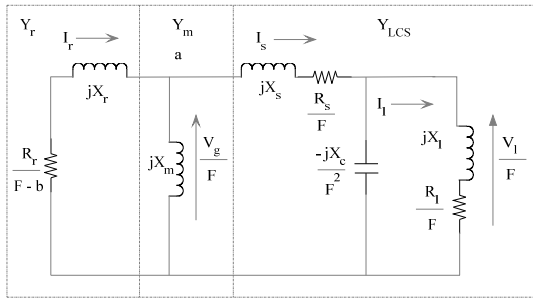 Y_r
Y_m
Y_LCS
I_r
a
I_s
jX_r
jX_s
R_s
F
I_l
R_r
F - b
jX_m
V_g
F
-jX_c
F^2
jX_l
R_l
F
V_l
F